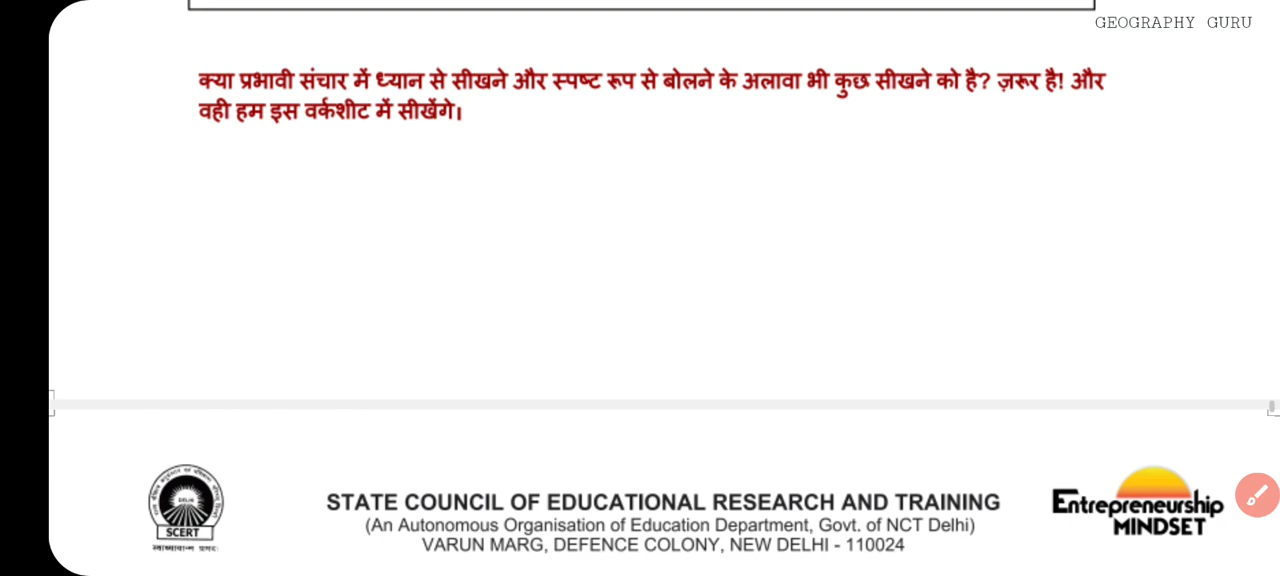 GEOGRAPHY GURU
क्या प्रभावी संचार में ध्यान से सीखने और स्पष्ट रूप से बोलने के अलावा भी कुछ सीखने को है? ज़रूर है! और
वही हम इस वर्कशीट में सीखेंगे।
STATE COUNCIL OF EDUCATIONAL RESEARCH AND TRAINING
(An Autonomous Organisation of Education Department, Govt. of NCT Delhi)
VARUN MARG, DEFENCE COLONY, NEW DELHI - 110024
DELHI
SCERT
Entrepreneurship
MINDSET